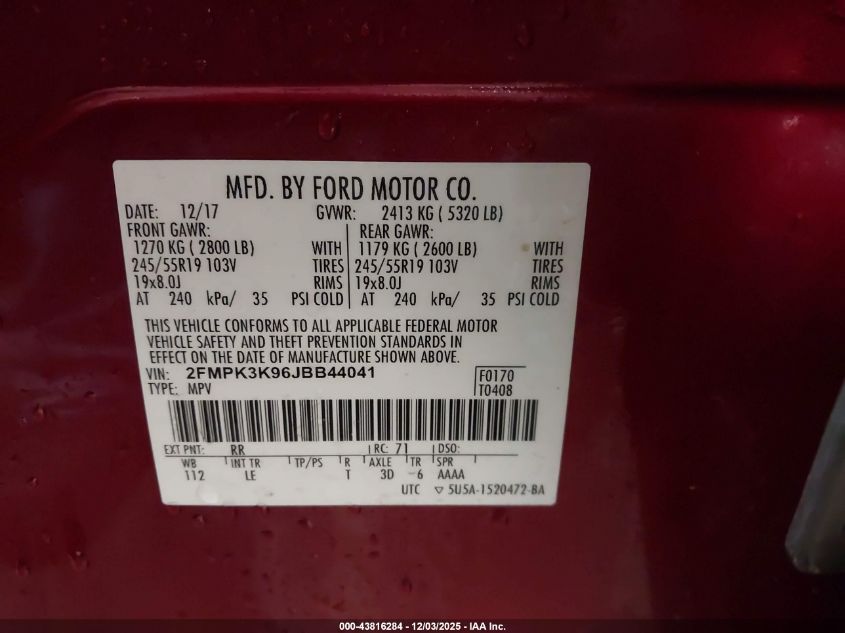 MFD. BY FORD MOTOR CO.
DATE: 12/17 GVWR: 2413 KG ( 5320 LB)
FRONT GAWR: REAR GAWR:
1270 KG ( 2800 LB) WITH 1179 KG ( 2600 LB) WITH
245/55R19 103V TIRES 245/55R19 103V TIRES
19x8.0J RIMS 19x8.0J RIMS
AT 240 kPa/ 35 PSI COLD AT 240 kPa/ 35 PSI COLD
THIS VEHICLE CONFORMS TO ALL APPLICABLE FEDERAL MOTOR
VEHICLE SAFETY AND THEFT PREVENTION STANDARDS IN
EFFECT ON THE DATE OF MANUFACTURE SHOWN ABOVE.
VIN: 2FMPK3K96JBB44041 F0170
TYPE: MPV T0408
EXT PNT: RR RC: 71 DSO:
WB INT TR TP/PS R AXLE TR SPR
112 LE T 3D -6 AAAA
UTC ▽ 5U5A-1520472-BA
000-43816284 - 12/03/2025 - IAA Inc.